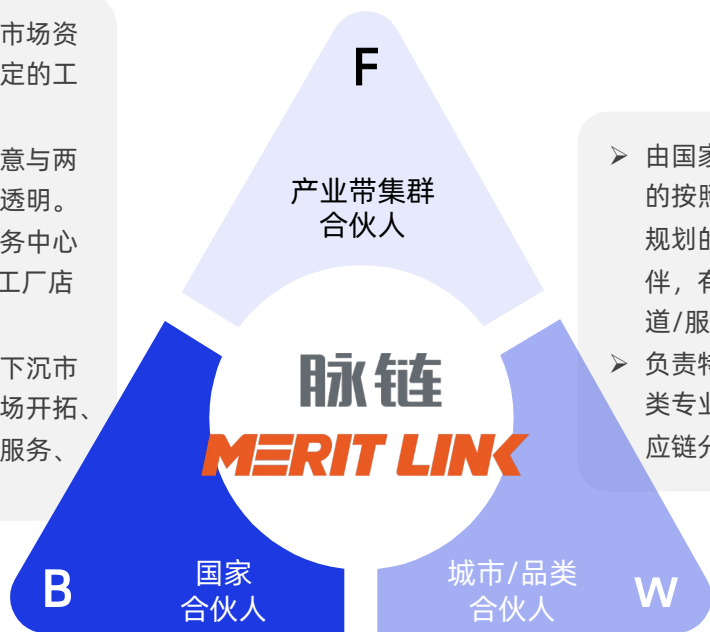 市场资
定的工
意与两
透明。
务中心
工厂店
下沉市
场开拓、
服务、
F
产业带集群
合伙人
脉链
MERIT LINK
B
国家
合伙人
城市/品类
合伙人
W
➢ 由国家
的按照
规划的
伴，有
道/服
➢ 负责特
类专业
应链分